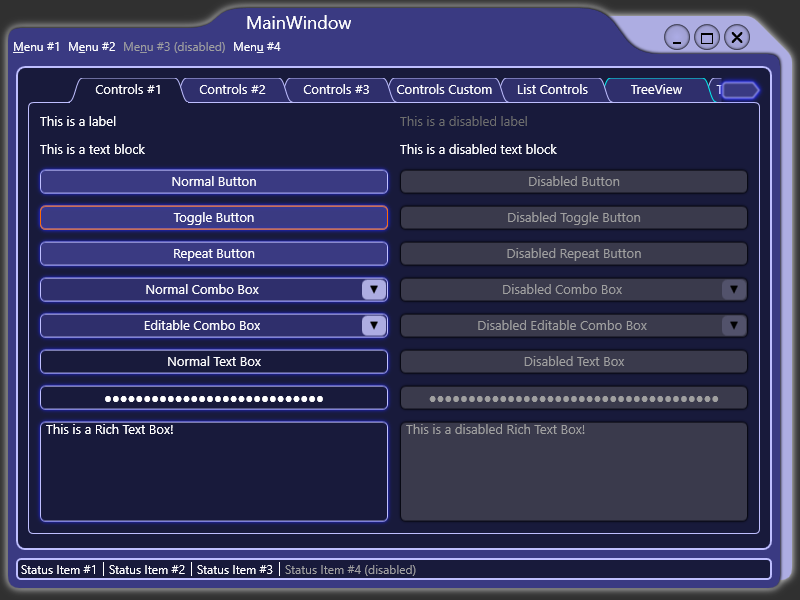 MainWindow
Menu #1 Menu #2 Menu #3 (disabled) Menu #4
Controls #1 Controls #2 Controls #3 Controls Custom List Controls TreeView
This is a label This is a disabled label
This is a text block This is a disabled text block
Normal Button Disabled Button
Toggle Button Disabled Toggle Button
Repeat Button Disabled Repeat Button
Normal Combo Box Disabled Combo Box
Editable Combo Box Disabled Editable Combo Box
Normal Text Box Disabled Text Box
This is a Rich Text Box! This is a disabled Rich Text Box!
Status Item #1 Status Item #2 Status Item #3 Status Item #4 (disabled)